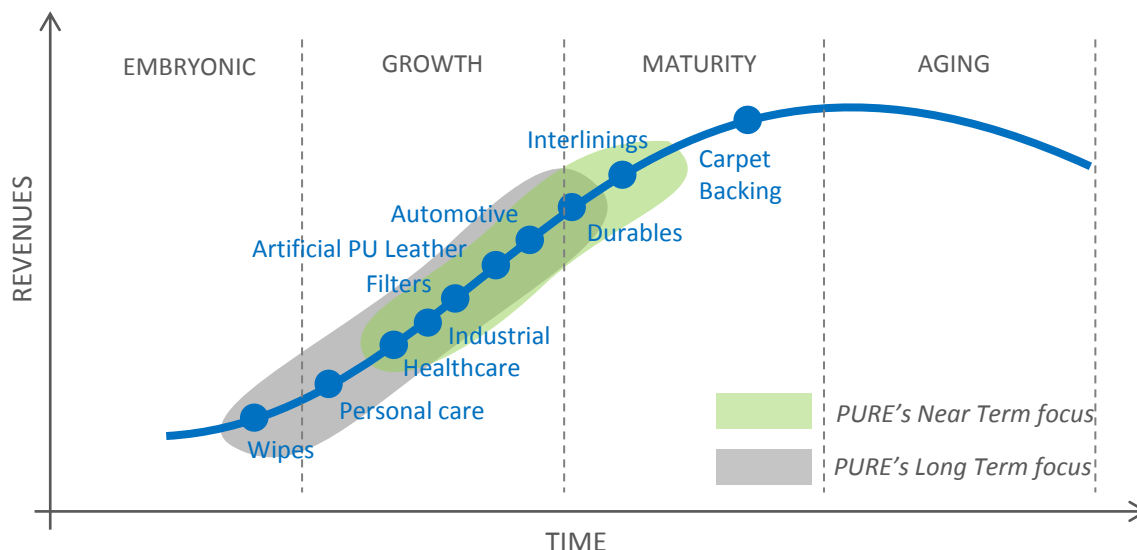 EMBRYONIC
GROWTH
MATURITY
AGING
REVENUES
Interlinings
Carpet
Backing
Automotive
Durables
Artificial PU Leather
Filters
Industrial
Healthcare
Personal care
Wipes
PURE's Near Term focus
PURE's Long Term focus
TIME